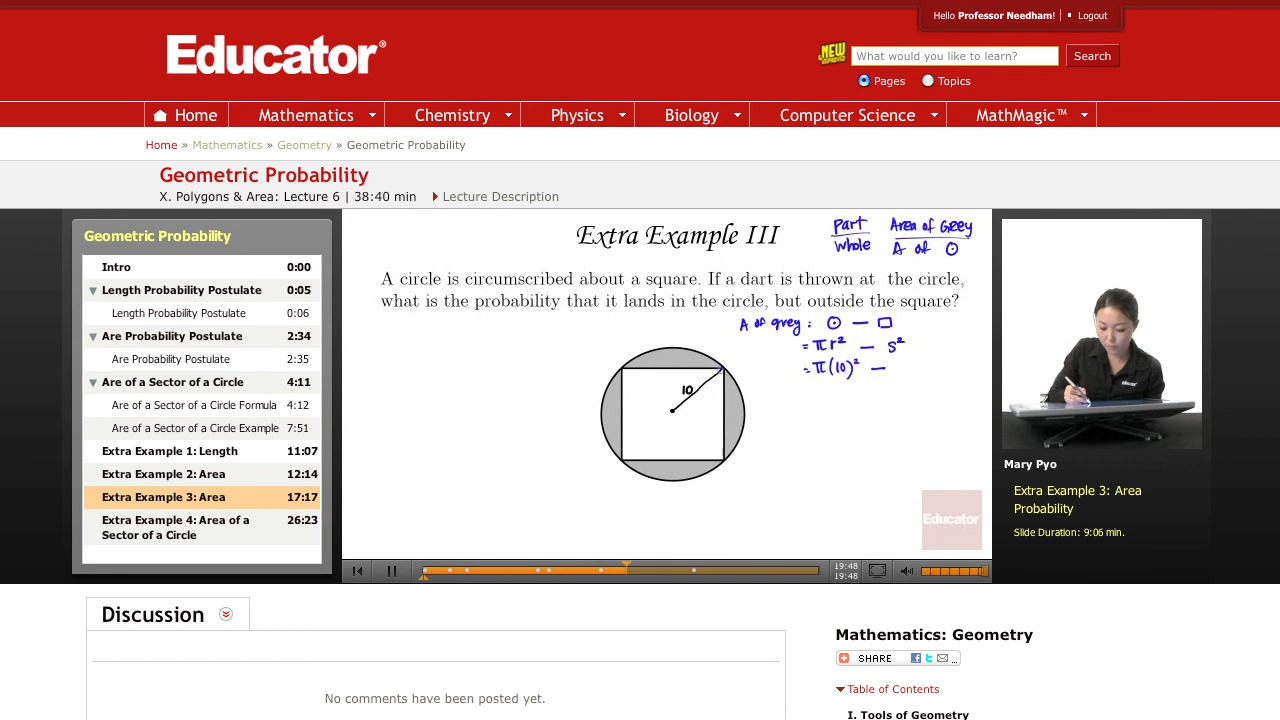 Hello Professor Needham! Logout
Educator®
NEW
What would you like to learn? Search
Pages Topics
Home Mathematics Chemistry Physics Biology Computer Science MathMagic™
Home » Mathematics » Geometry » Geometric Probability
Geometric Probability
X. Polygons & Area: Lecture 6 | 38:40 min Lecture Description
Geometric Probability
Intro 0:00
Length Probability Postulate 0:05
Length Probability Postulate 0:06
Are Probability Postulate 2:34
Are Probability Postulate 2:35
Are of a Sector of a Circle 4:11
Are of a Sector of a Circle Formula 4:12
Are of a Sector of a Circle Example 7:51
Extra Example 1: Length 11:07
Extra Example 2: Area 12:14
Extra Example 3: Area 17:17
Extra Example 4: Area of a 26:23
Sector of a Circle
Extra Example III
Part Area of Grey
whole A of ⊙
A circle is circumscribed about a square. If a dart is thrown at the circle,
what is the probability that it lands in the circle, but outside the square?
A of grey: ⊙ — □
= πr² — s²
= π(10)² —
10
Educator
19:48
19:48
Mary Pyo
Extra Example 3: Area
Probability
Slide Duration: 9:06 min.
Discussion
No comments have been posted yet.
Mathematics: Geometry
SHARE ...
Table of Contents
I. Tools of Geometry